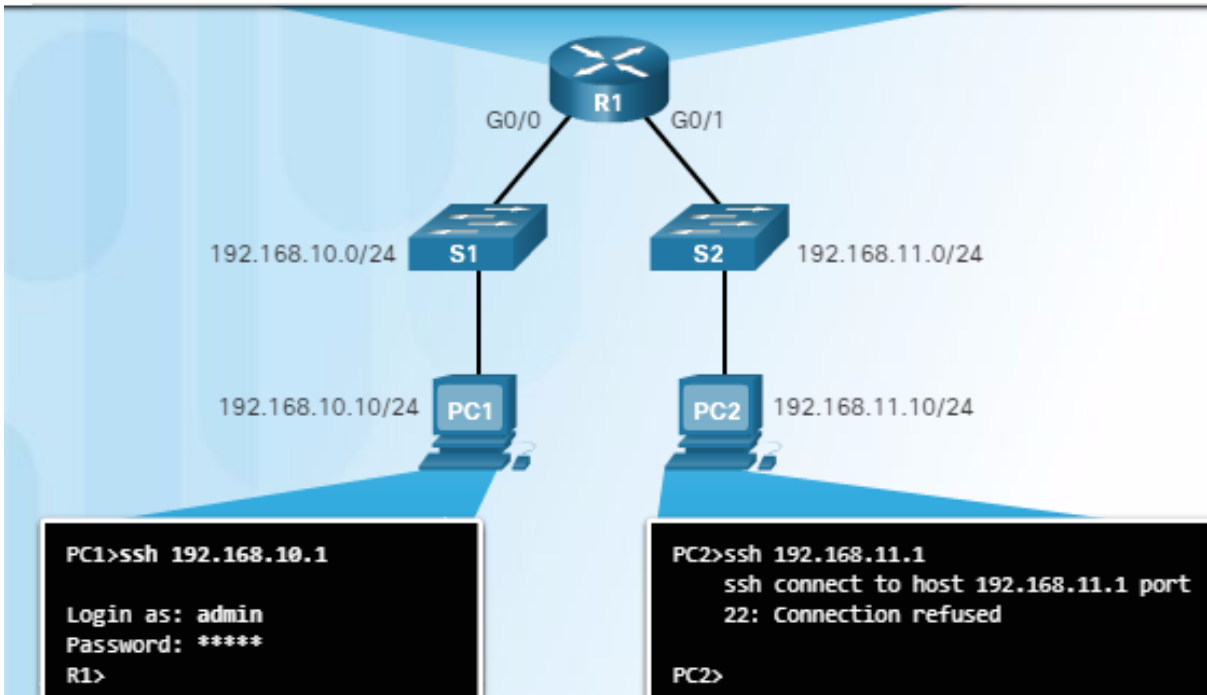 R1
G0/0
G0/1
192.168.10.0/24
S1
S2
192.168.11.0/24
192.168.10.10/24
PC1
PC2
192.168.11.10/24
PC1>ssh 192.168.10.1
Login as: admin
Password: *****
R1>
PC2>ssh 192.168.11.1
ssh connect to host 192.168.11.1 port
22: Connection refused
PC2>